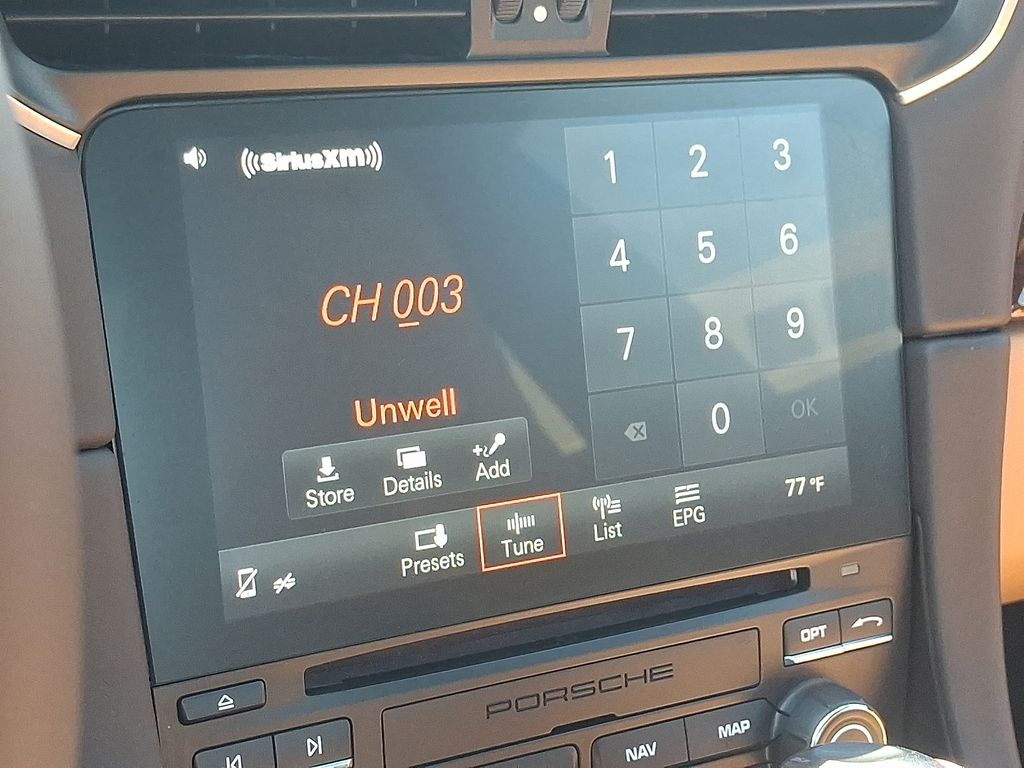 SiriusXM
1 2 3
4 5 6
7 8 9
0 OK
CH 003
Unwell
Store Details Add
Presets Tune List EPG 77 °F
OPT
PORSCHE
NAV MAP